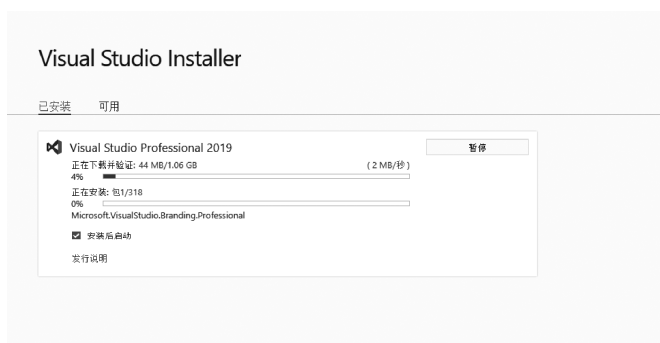 Visual Studio Installer
已安装 可用
Visual Studio Professional 2019 暂停
正在下载并验证: 44 MB/1.06 GB (2 MB/秒)
4%
正在安装: 包1/318
0%
Microsoft.VisualStudio.Branding.Professional
安装后启动
发行说明